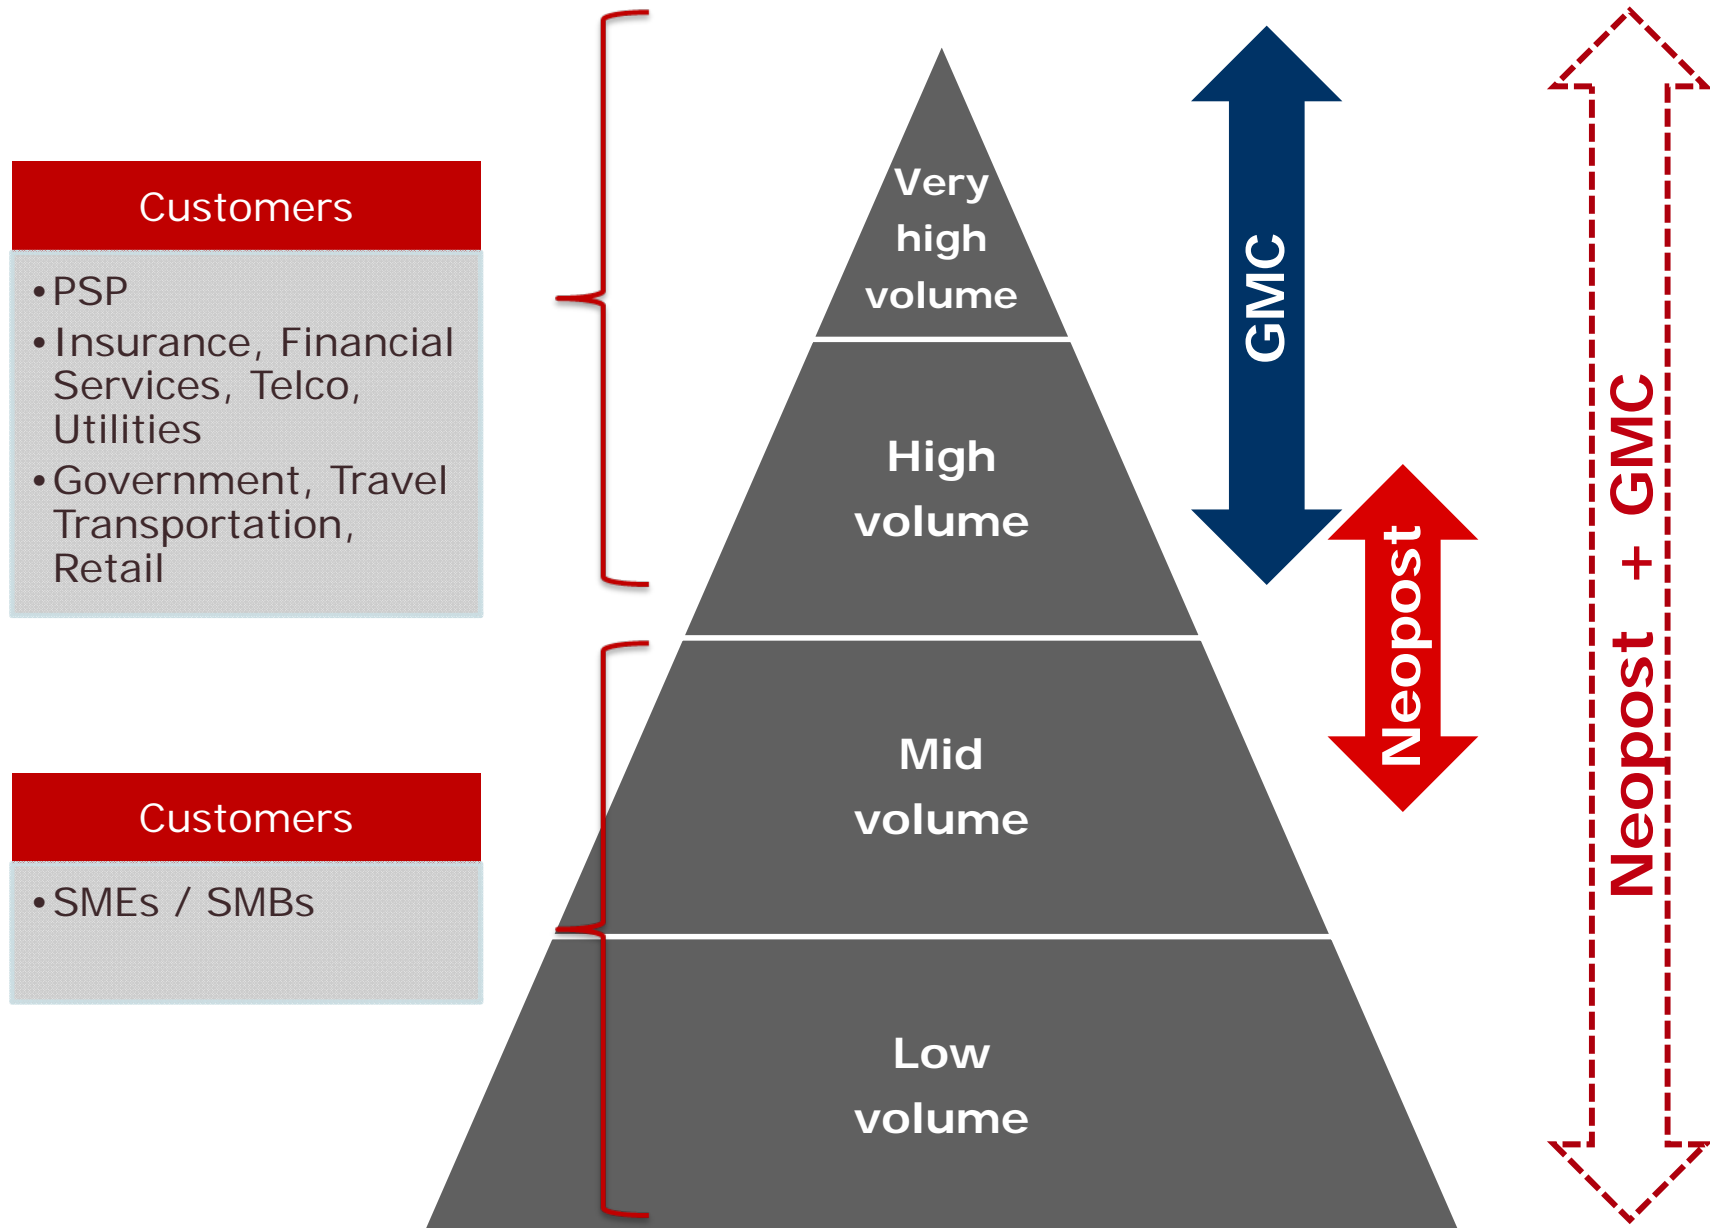 Customers
•PSP
•Insurance, Financial
Services, Telco,
Utilities
•Government, Travel
Transportation,
Retail
Customers
•SMEs / SMBs
Very
high
volume
High
volume
Mid
volume
Low
volume
GMC
Neopost
Neopost + GMC